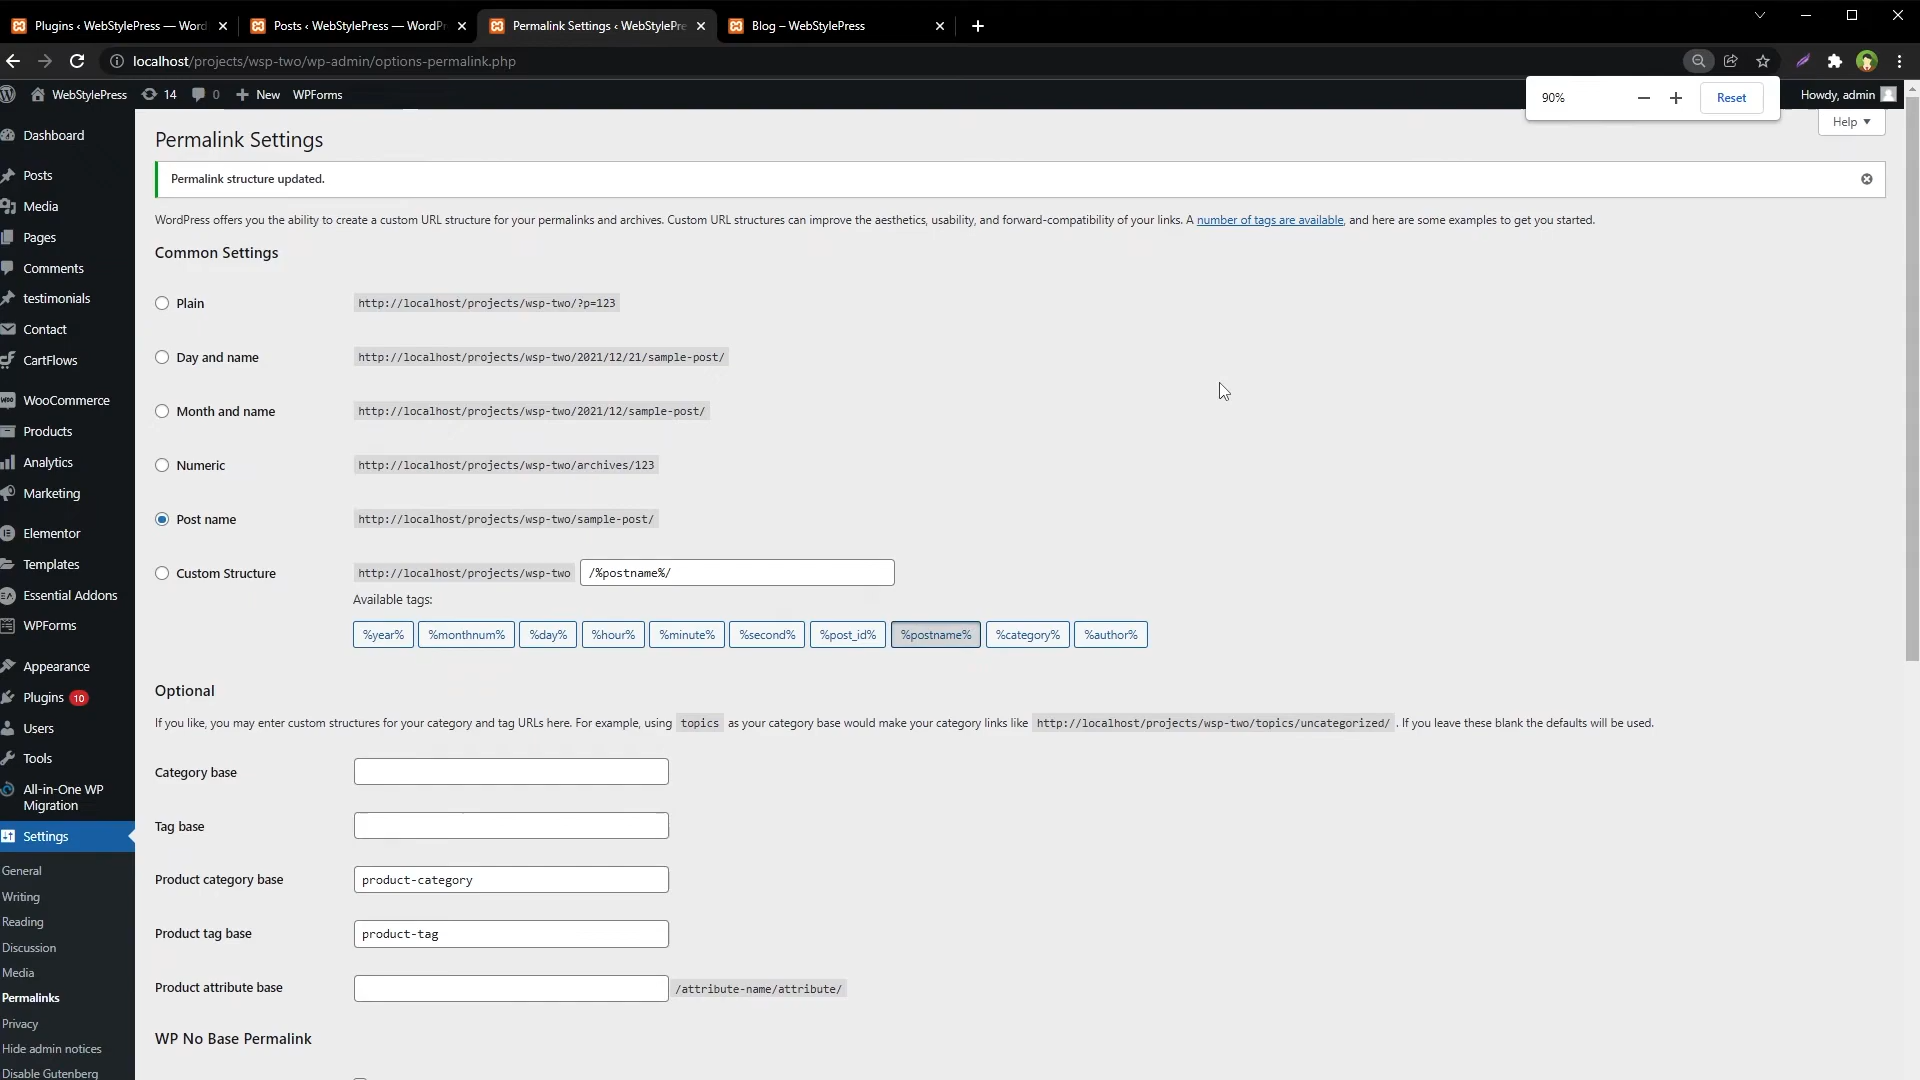 Plugins ‹ WebStylePress — Word
Posts ‹ WebStylePress — WordPr
Permalink Settings ‹ WebStylePre
Blog – WebStylePress
localhost/projects/wsp-two/wp-admin/options-permalink.php
WebStylePress
14
0
New
WPForms
90%
Reset
Howdy, admin
Help
Dashboard
Posts
Media
Pages
Comments
testimonials
Contact
CartFlows
WooCommerce
Products
Analytics
Marketing
Elementor
Templates
Essential Addons
WPForms
Appearance
Plugins 10
Users
Tools
All-in-One WP
Migration
Settings
General
Writing
Reading
Discussion
Media
Permalinks
Privacy
Hide admin notices
Disable Gutenberg
Permalink Settings
Permalink structure updated.
WordPress offers you the ability to create a custom URL structure for your permalinks and archives. Custom URL structures can improve the aesthetics, usability, and forward-compatibility of your links. A number of tags are available, and here are some examples to get you started.
Common Settings
Plain http://localhost/projects/wsp-two/?p=123
Day and name http://localhost/projects/wsp-two/2021/12/21/sample-post/
Month and name http://localhost/projects/wsp-two/2021/12/sample-post/
Numeric http://localhost/projects/wsp-two/archives/123
Post name http://localhost/projects/wsp-two/sample-post/
Custom Structure http://localhost/projects/wsp-two /%postname%/
Available tags:
%year% %monthnum% %day% %hour% %minute% %second% %post_id% %postname% %category% %author%
Optional
If you like, you may enter custom structures for your category and tag URLs here. For example, using topics as your category base would make your category links like http://localhost/projects/wsp-two/topics/uncategorized/ . If you leave these blank the defaults will be used.
Category base
Tag base
Product category base product-category
Product tag base product-tag
Product attribute base /attribute-name/attribute/
WP No Base Permalink